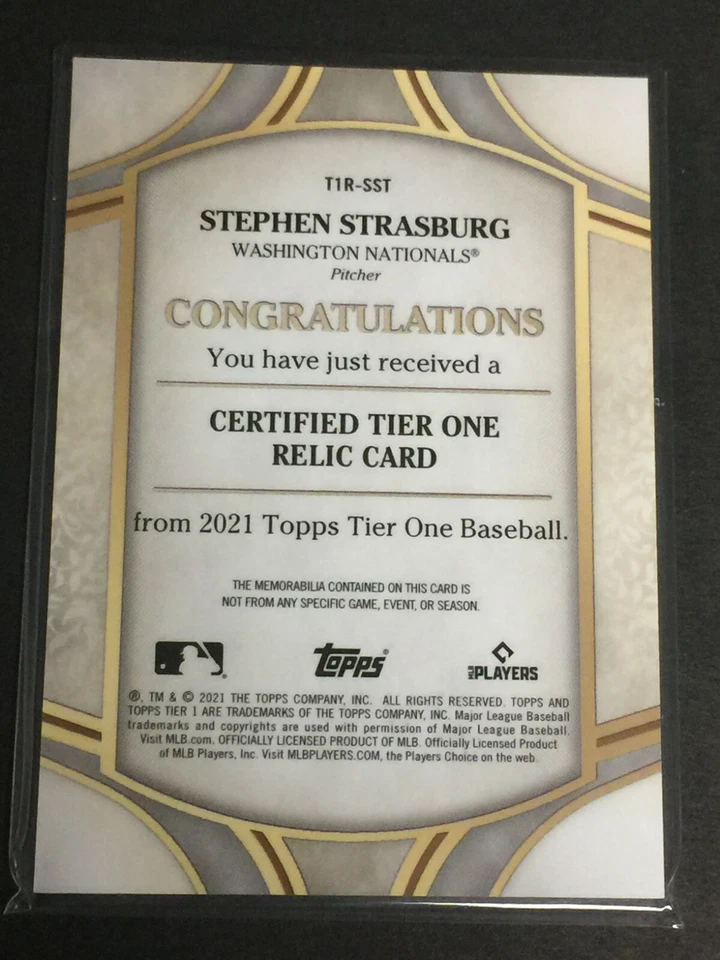 T1R-SST
STEPHEN STRASBURG
WASHINGTON NATIONALS®
Pitcher
CONGRATULATIONS
You have just received a
CERTIFIED TIER ONE
RELIC CARD
from 2021 Topps Tier One Baseball.
THE MEMORABILIA CONTAINED ON THIS CARD IS
NOT FROM ANY SPECIFIC GAME, EVENT, OR SEASON.
topps®
MLB PLAYERS
®, TM & © 2021 THE TOPPS COMPANY, INC. ALL RIGHTS RESERVED. TOPPS AND
TOPPS TIER 1 ARE TRADEMARKS OF THE TOPPS COMPANY, INC. Major League Baseball
trademarks and copyrights are used with permission of Major League Baseball.
Visit MLB.com. OFFICIALLY LICENSED PRODUCT OF MLB. Officially Licensed Product
of MLB Players, Inc. Visit MLBPLAYERS.COM, the Players Choice on the web.